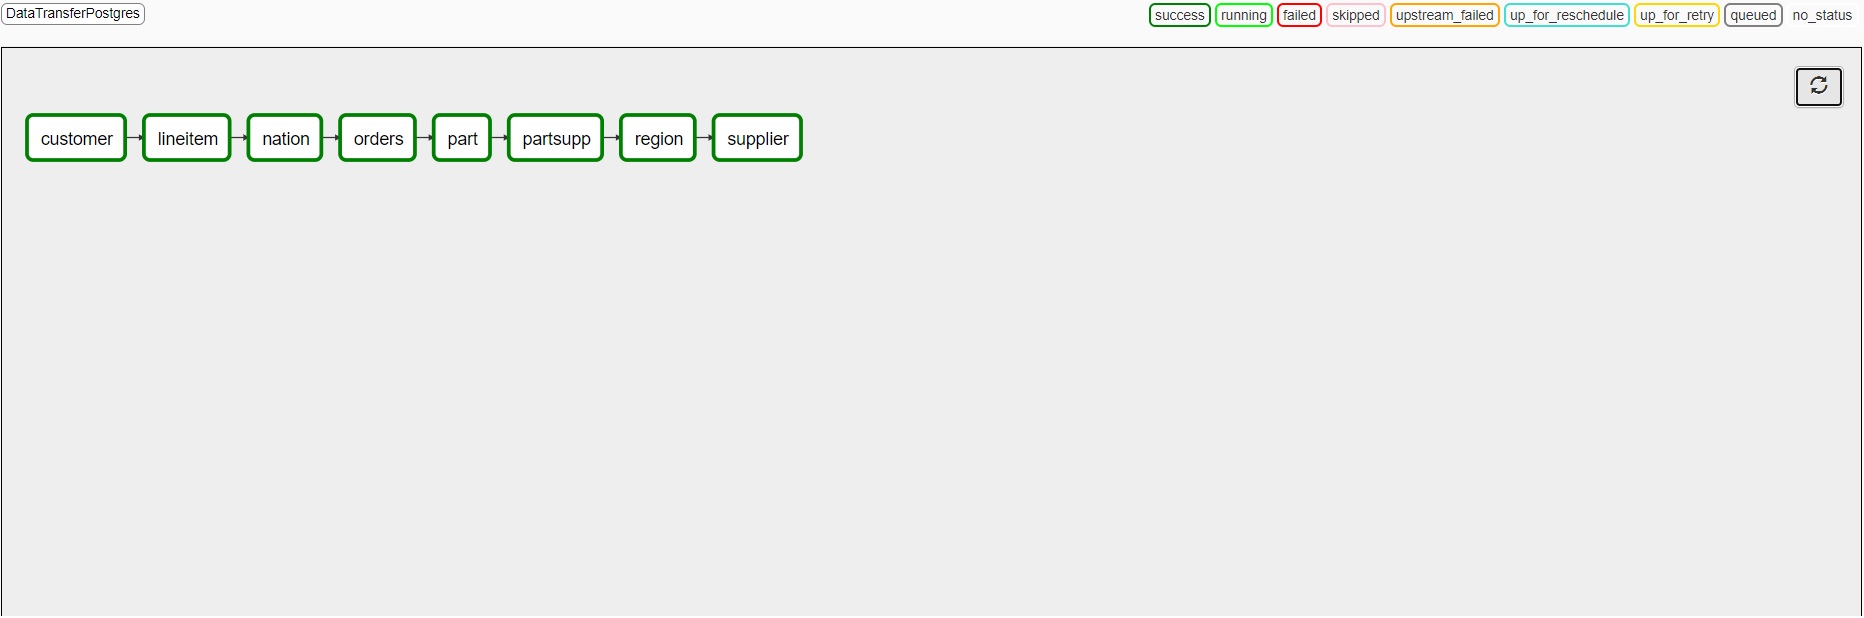 DataTransferPostgres
success running failed skipped upstream_failed up_for_reschedule up_for_retry queued no_status
customer lineitem nation orders part partsupp region supplier